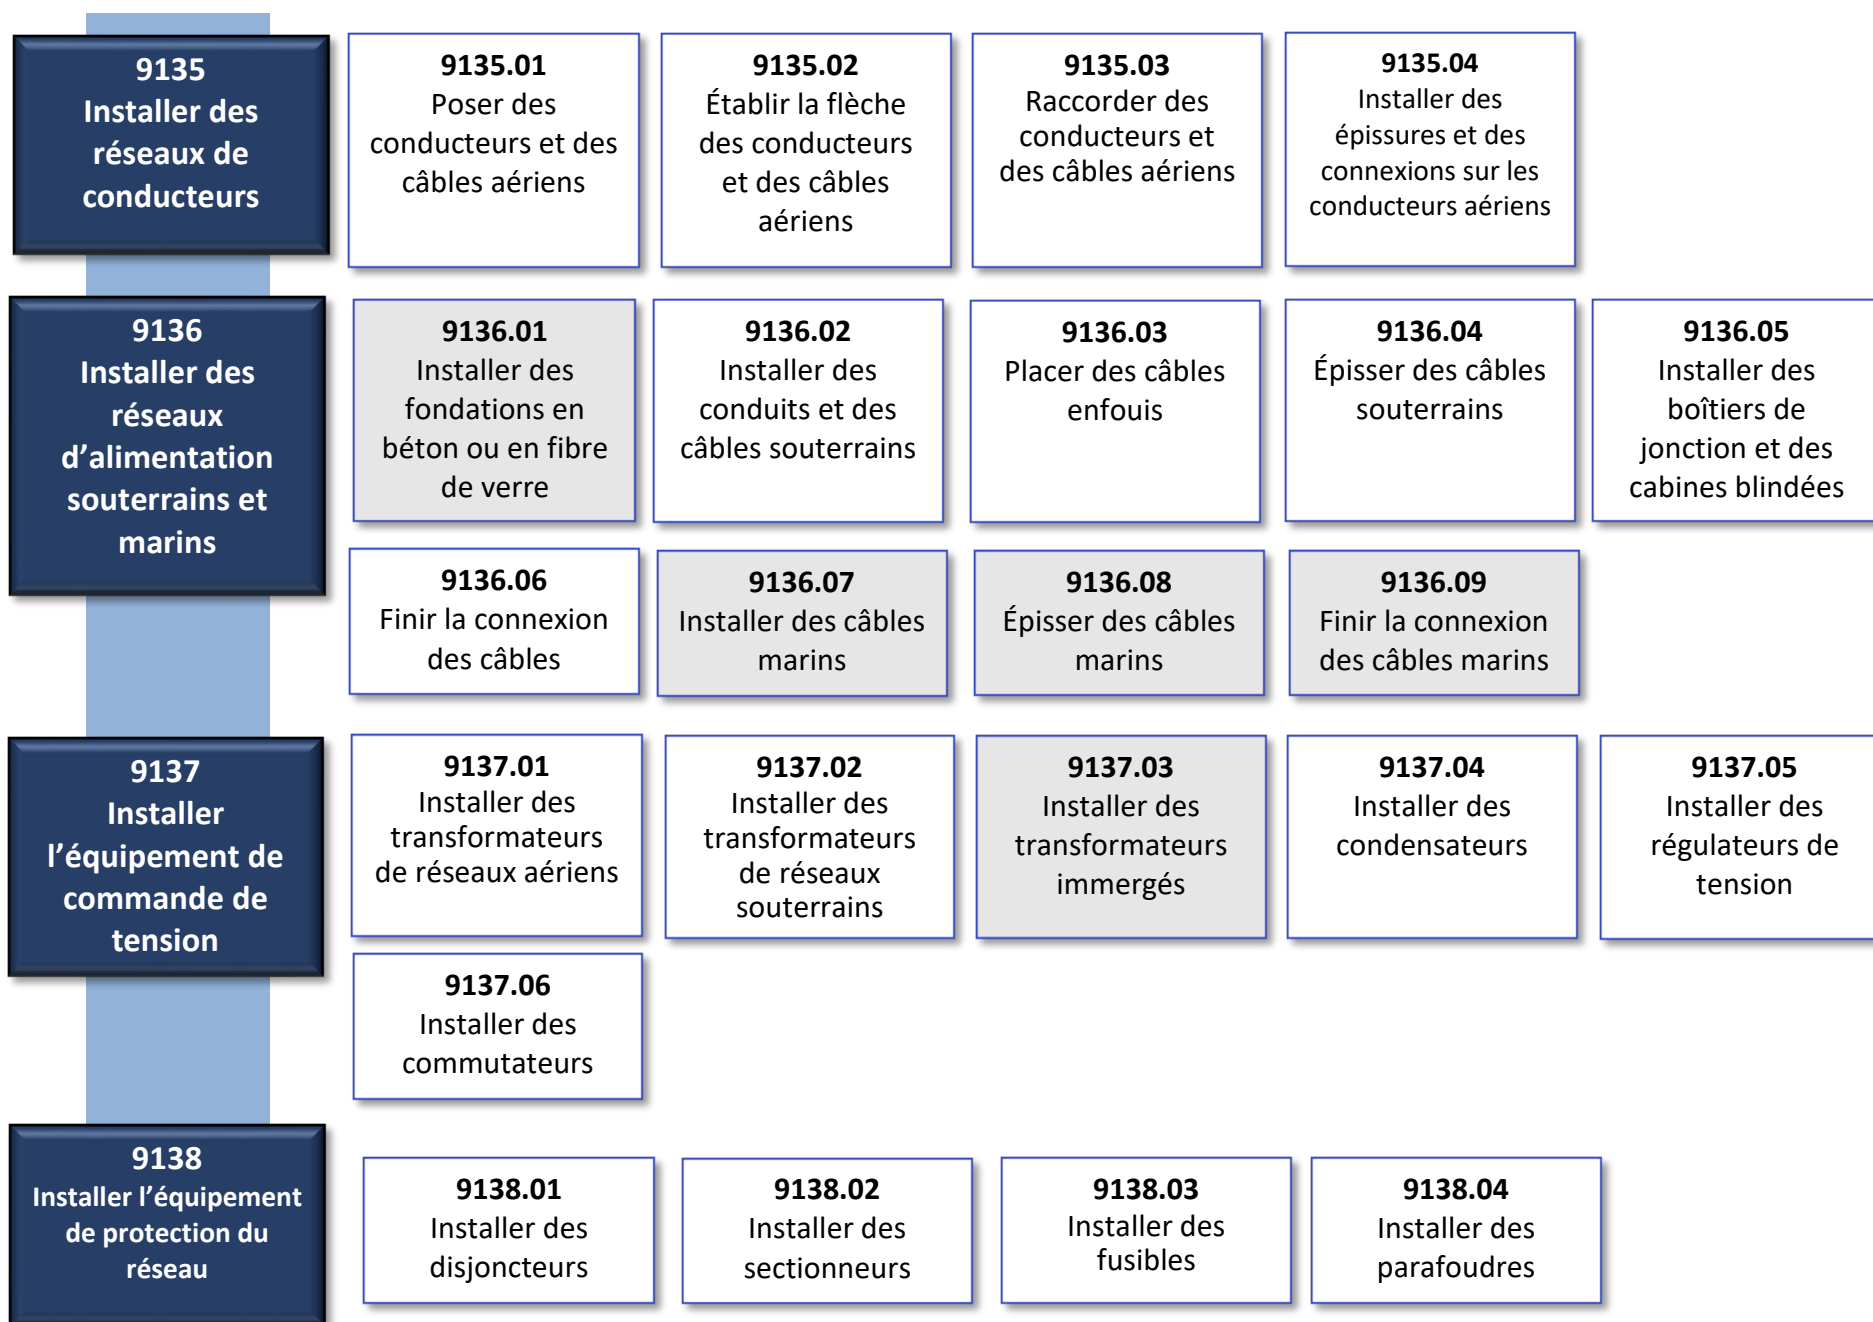 9135
Installer des
réseaux de
conducteurs
9135.01
Poser des
conducteurs et des
câbles aériens
9135.02
Établir la flèche
des conducteurs
et des câbles
aériens
9135.03
Raccorder des
conducteurs et
des câbles aériens
9135.04
Installer des
épissures et des
connexions sur les
conducteurs aériens
9136
Installer des
réseaux
d’alimentation
souterrains et
marins
9136.01
Installer des
fondations en
béton ou en fibre
de verre
9136.02
Installer des
conduits et des
câbles souterrains
9136.03
Placer des câbles
enfouis
9136.04
Épisser des câbles
souterrains
9136.05
Installer des
boîtiers de
jonction et des
cabines blindées
9136.06
Finir la connexion
des câbles
9136.07
Installer des câbles
marins
9136.08
Épisser des câbles
marins
9136.09
Finir la connexion
des câbles marins
9137
Installer
l’équipement de
commande de
tension
9137.01
Installer des
transformateurs
de réseaux aériens
9137.02
Installer des
transformateurs
de réseaux
souterrains
9137.03
Installer des
transformateurs
immergés
9137.04
Installer des
condensateurs
9137.05
Installer des
régulateurs de
tension
9137.06
Installer des
commutateurs
9138
Installer l’équipement
de protection du
réseau
9138.01
Installer des
disjoncteurs
9138.02
Installer des
sectionneurs
9138.03
Installer des
fusibles
9138.04
Installer des
parafoudres